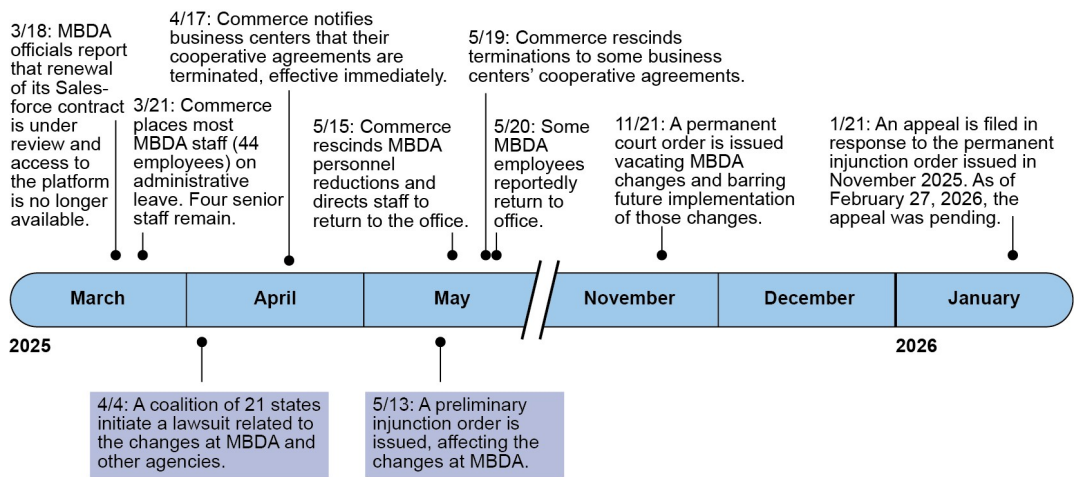 3/18: MBDA
officials report
that renewal
of its Sales-
force contract
is under
review and
access to
the platform
is no longer
available.
3/21: Commerce
places most
MBDA staff (44
employees) on
administrative
leave. Four senior
staff remain.
4/17: Commerce notifies
business centers that their
cooperative agreements are
terminated, effective immediately.
5/15: Commerce
rescinds MBDA
personnel
reductions and
directs staff to
return to the office.
5/19: Commerce rescinds
terminations to some business
centers’ cooperative agreements.
5/20: Some
MBDA
employees
reportedly
return to
office.
11/21: A permanent
court order is issued
vacating MBDA
changes and barring
future implementation
of those changes.
1/21: An appeal is filed in
response to the permanent
injunction order issued in
November 2025. As of
February 27, 2026, the
appeal was pending.
March
April
May
November
December
January
2025
2026
4/4: A coalition of 21 states
initiate a lawsuit related to
the changes at MBDA and
other agencies.
5/13: A preliminary
injunction order is
issued, affecting the
changes at MBDA.